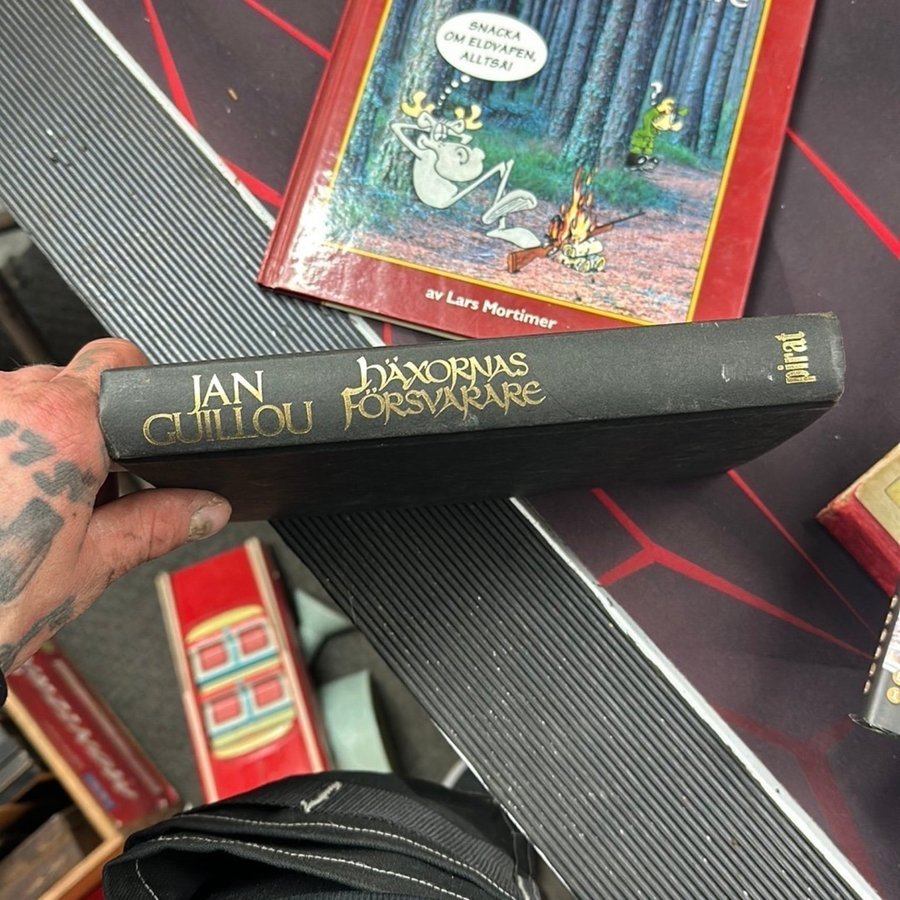 SNACKA
OM ELDVAPEN,
ALLTSÅ!
?
av Lars Mortimer
JAN
GUILLOU
HÄXORNAS
FÖRSVARARE
pirat